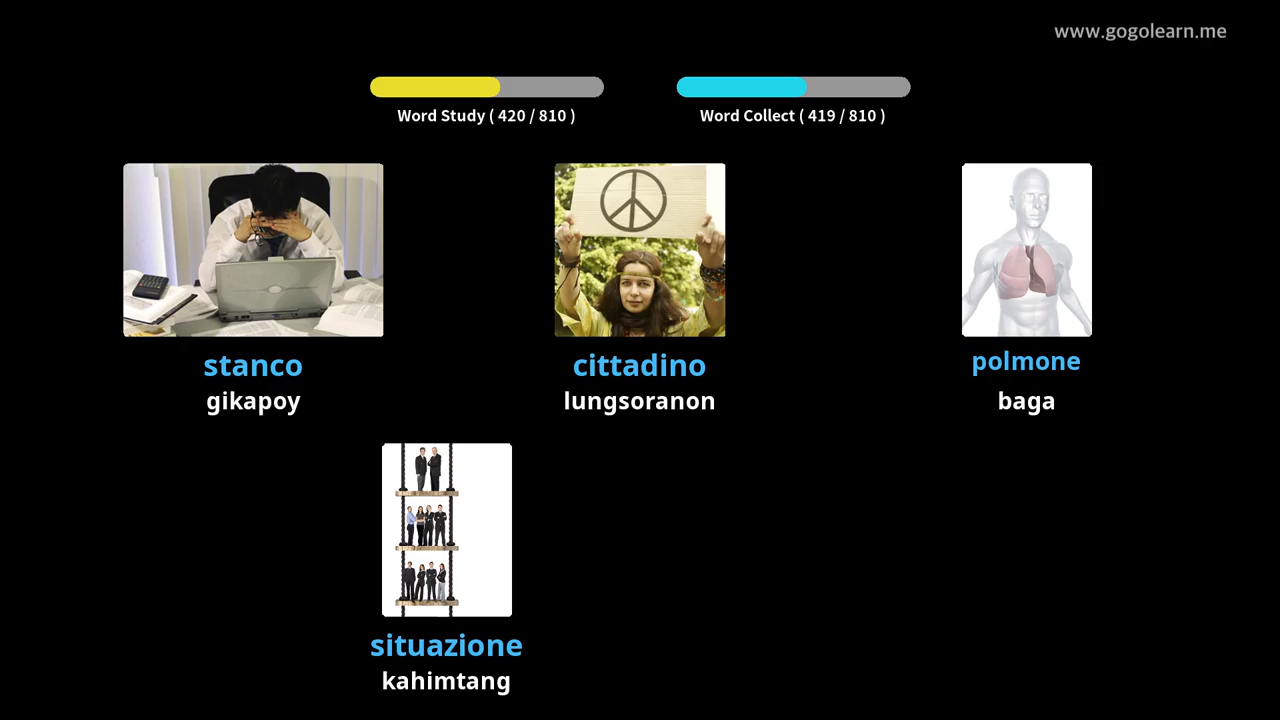 www.gogolearn.me
Word Study ( 420 / 810 )
Word Collect ( 419 / 810 )
stanco
gikapoy
cittadino
lungsoranon
polmone
baga
situazione
kahimtang